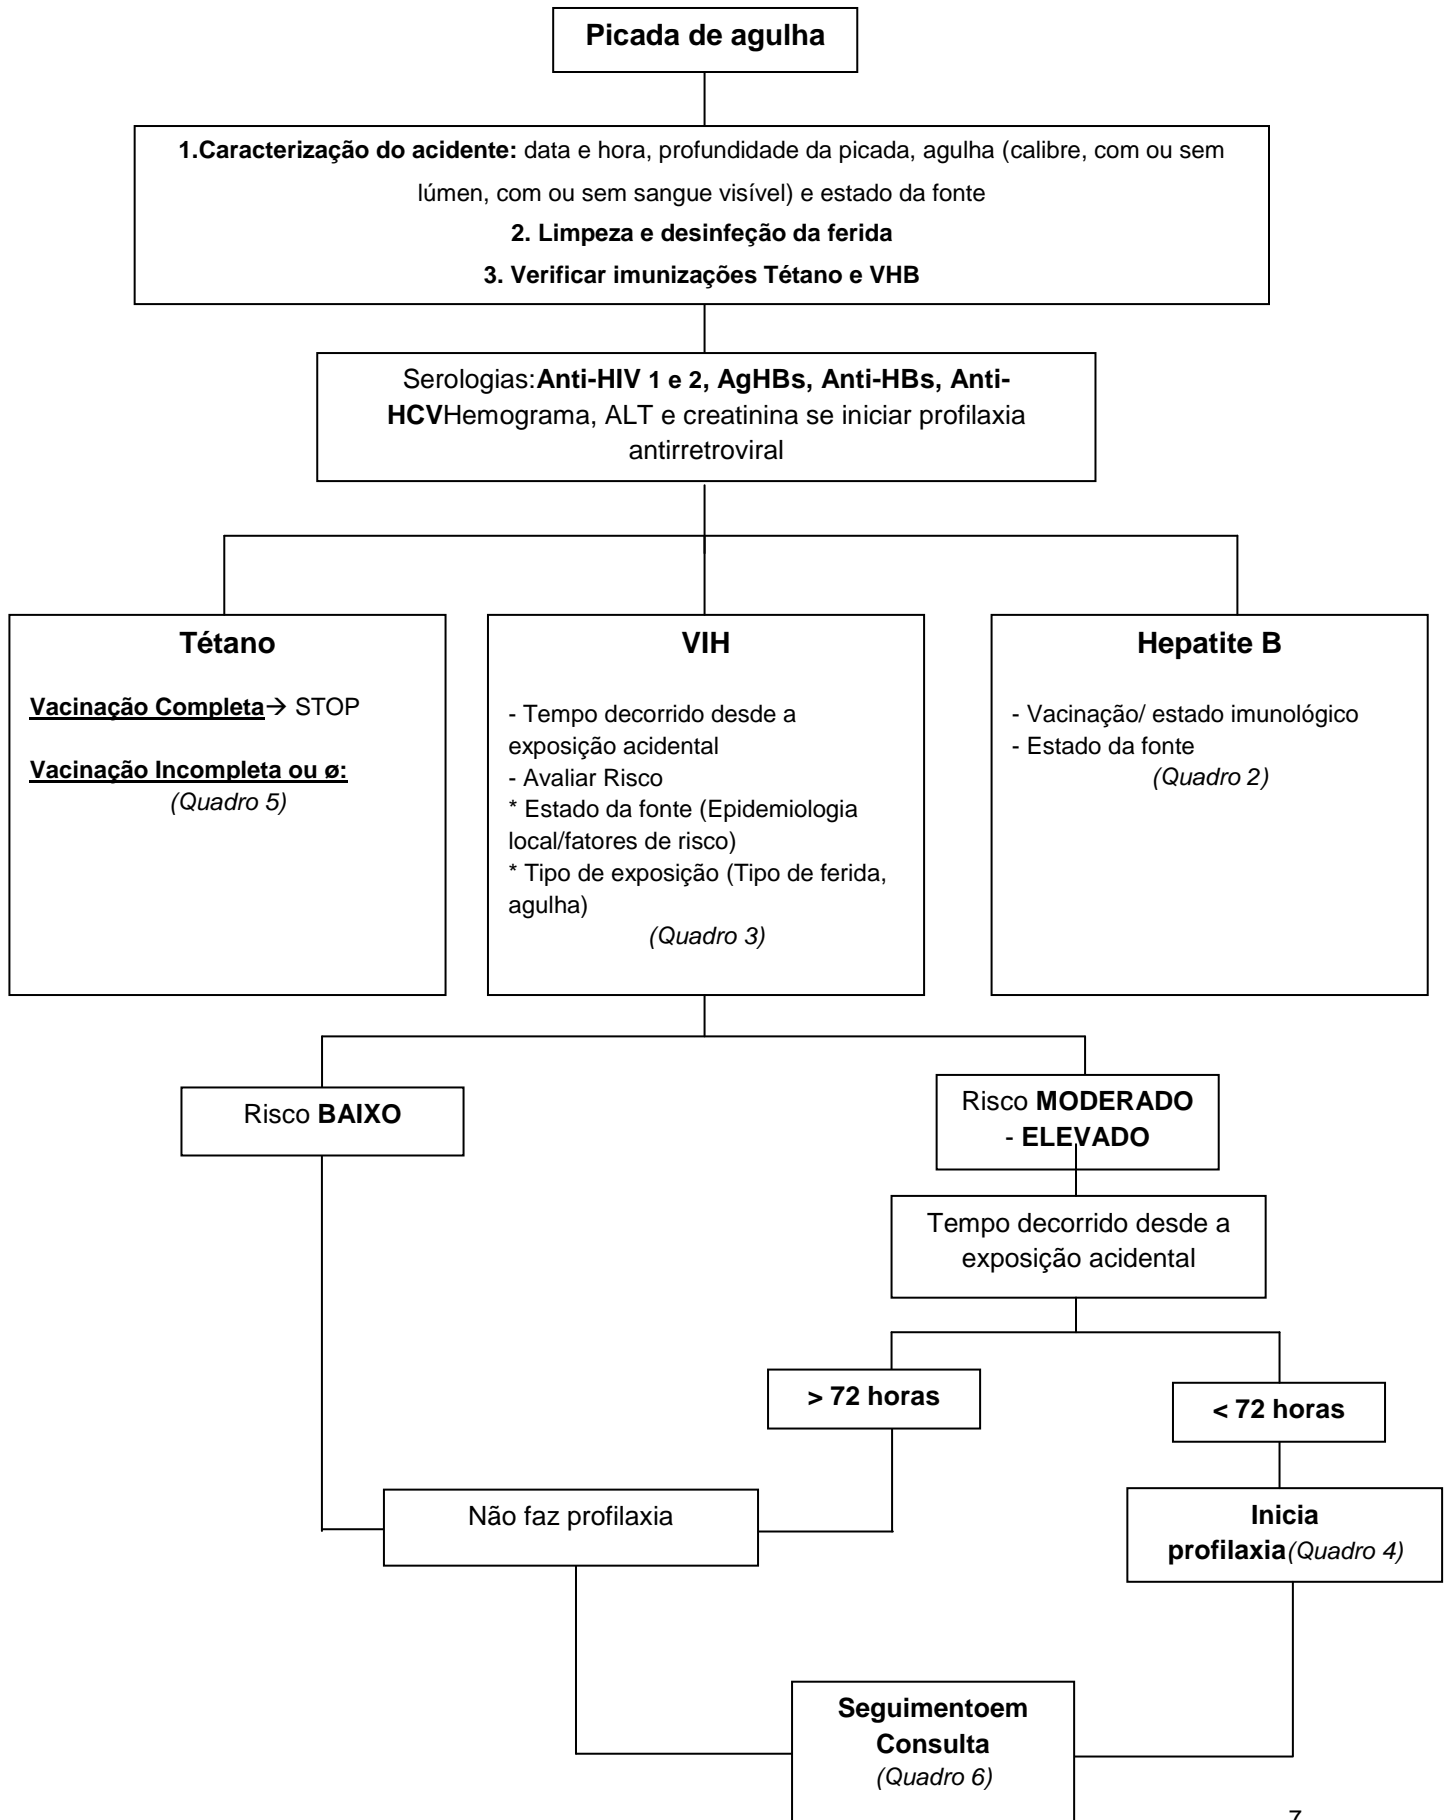 Picada de agulha
1.Caracterização do acidente: data e hora, profundidade da picada, agulha (calibre, com ou sem
lúmen, com ou sem sangue visível) e estado da fonte
2. Limpeza e desinfeção da ferida
3. Verificar imunizações Tétano e VHB
Serologias:Anti-HIV 1 e 2, AgHBs, Anti-HBs, Anti-
HCVHemograma, ALT e creatinina se iniciar profilaxia
antirretroviral
Tétano
Vacinação Completa→ STOP
Vacinação Incompleta ou ø:
(Quadro 5)
VIH
- Tempo decorrido desde a
exposição acidental
- Avaliar Risco
* Estado da fonte (Epidemiologia
local/fatores de risco)
* Tipo de exposição (Tipo de ferida,
agulha)
(Quadro 3)
Hepatite B
- Vacinação/ estado imunológico
- Estado da fonte
(Quadro 2)
Risco BAIXO
Risco MODERADO
- ELEVADO
Tempo decorrido desde a
exposição acidental
> 72 horas
< 72 horas
Não faz profilaxia
Inicia
profilaxia(Quadro 4)
Seguimentoem
Consulta
(Quadro 6)
7